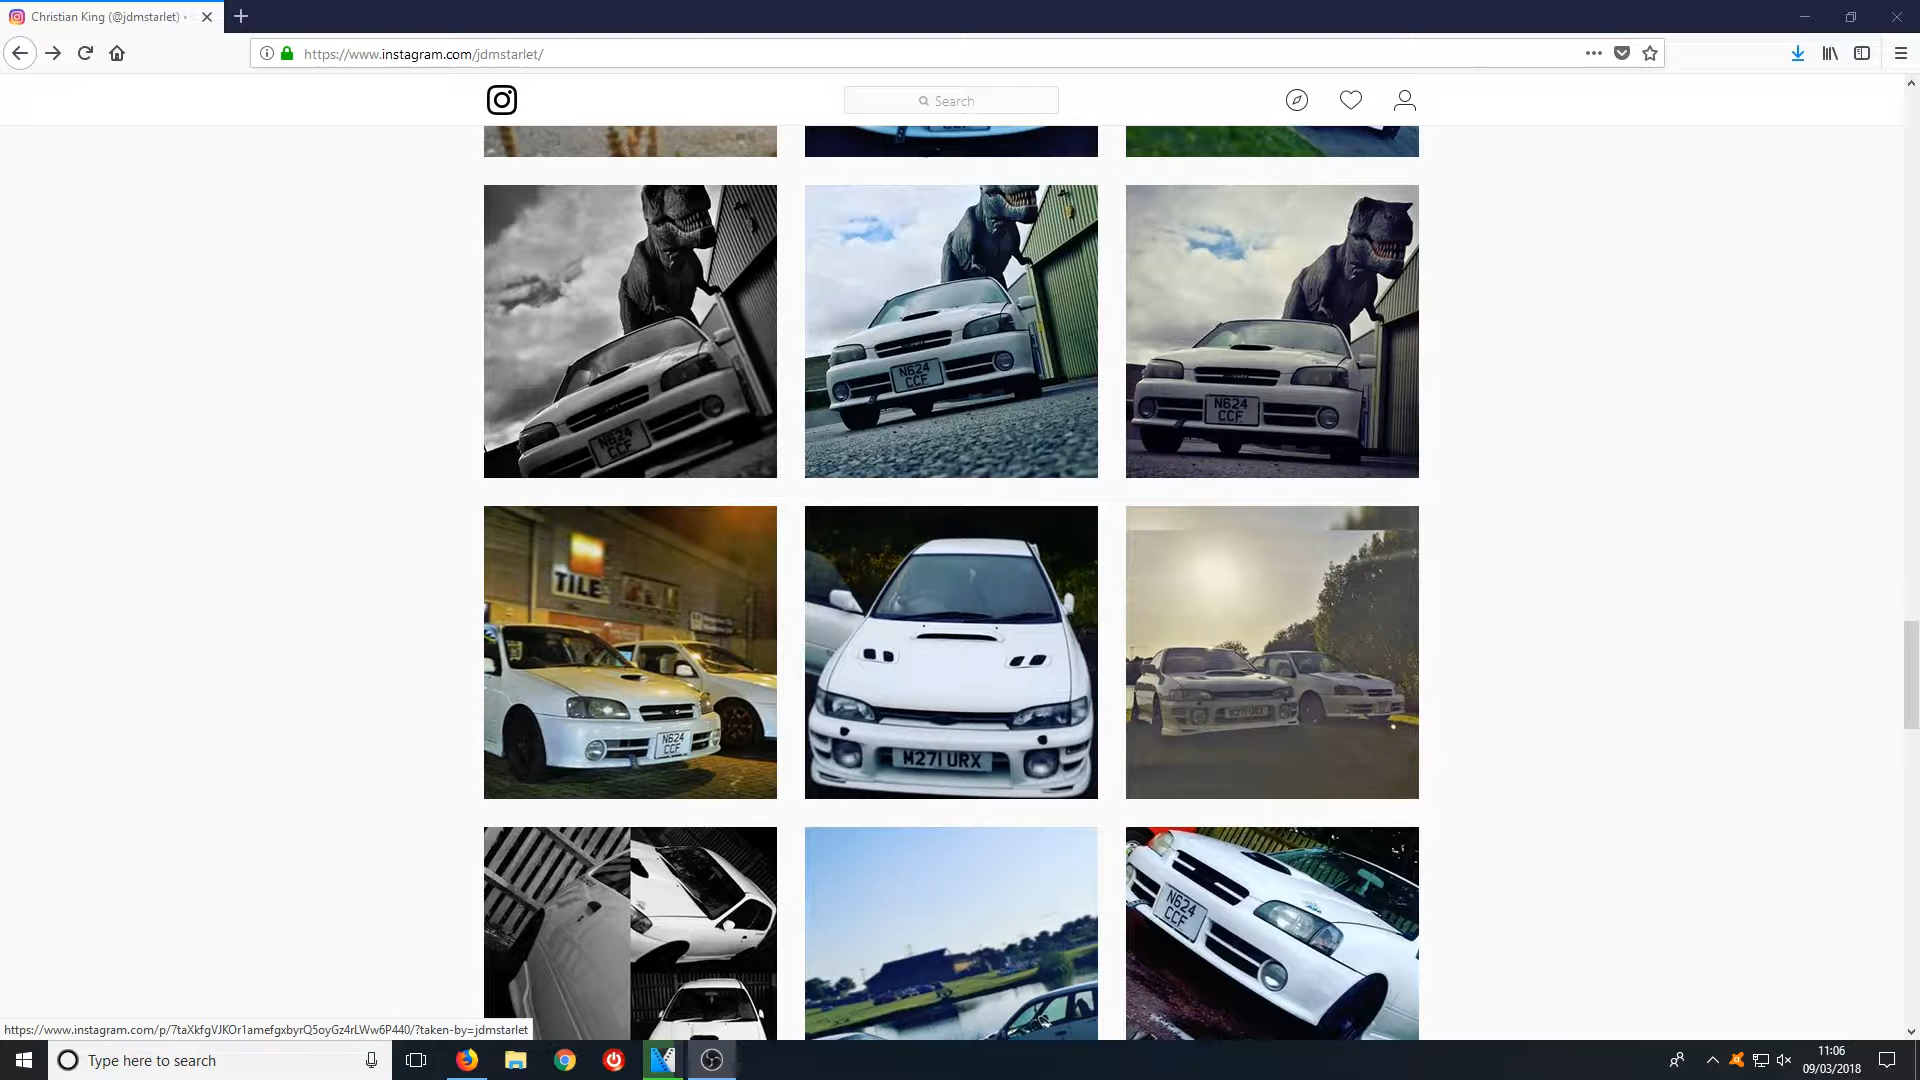 Christian King (@jdmstarlet) •
https://www.instagram.com/jdmstarlet/
Search
N624
CCF
N624
CCF
N624
CCF
TILE
N624
CCF
M271 URX
M271 URX
N624
CCF
https://www.instagram.com/p/7taXkfgVJKOr1amefgxbyrQ5oyGz4rLWw6P440/?taken-by=jdmstarlet
Type here to search
11:06
09/03/2018